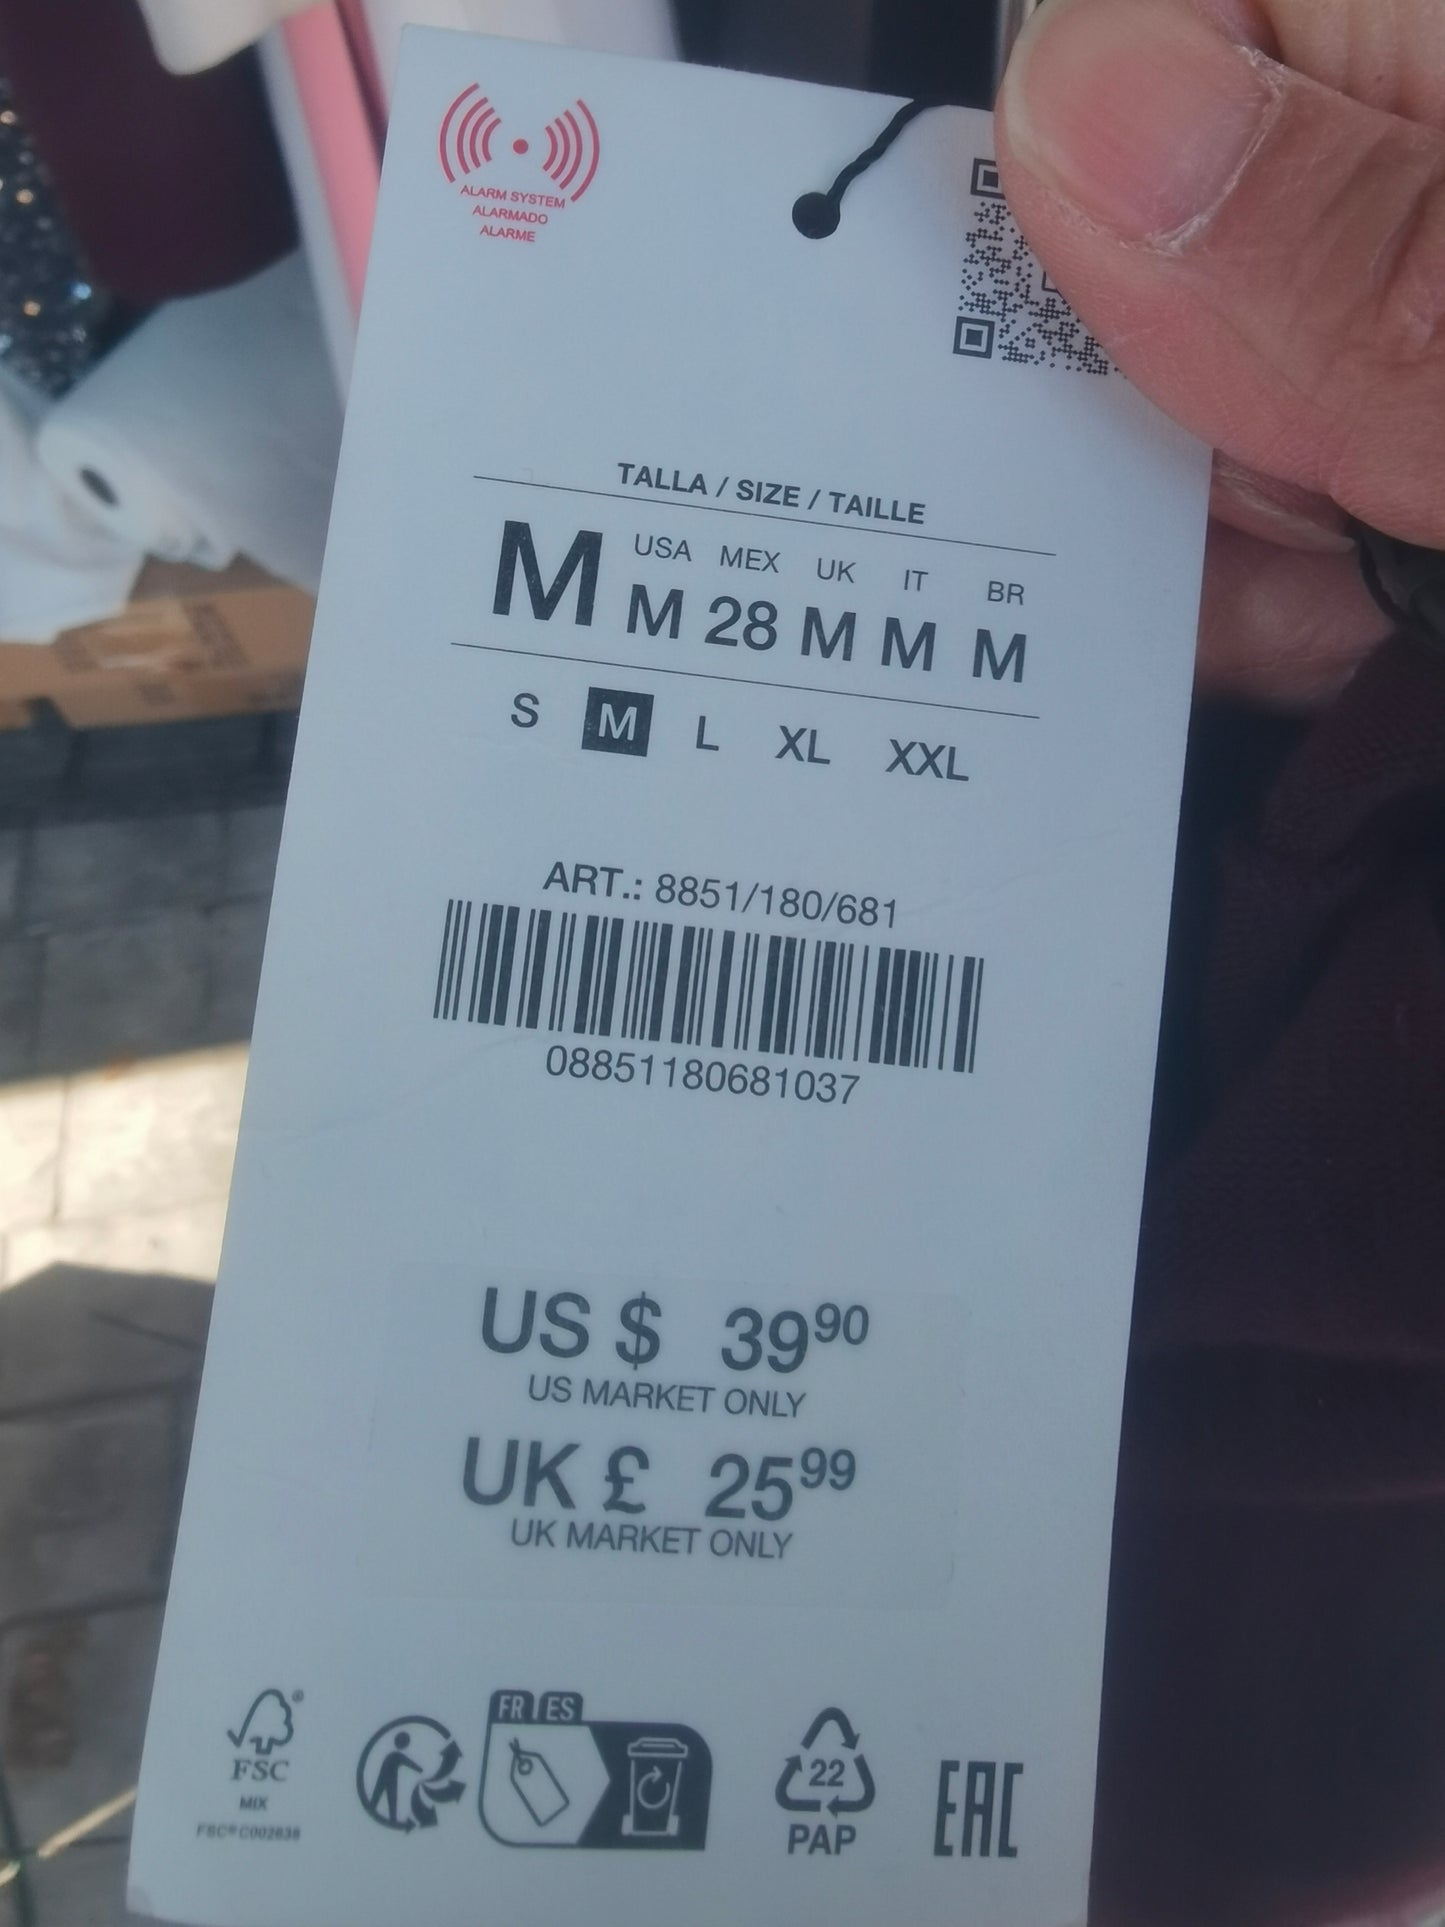 ALARM SYSTEM
ALARMADO
ALARME
TALLA / SIZE / TAILLE
M USA MEX UK IT BR
M 28 M M M
S M L XL XXL
ART.: 8851/180/681
08851180681037
US $ 39 90
US MARKET ONLY
UK £ 25 99
UK MARKET ONLY
FSC®
MIX
FSC® C002838
FR ES
22
PAP
EAC